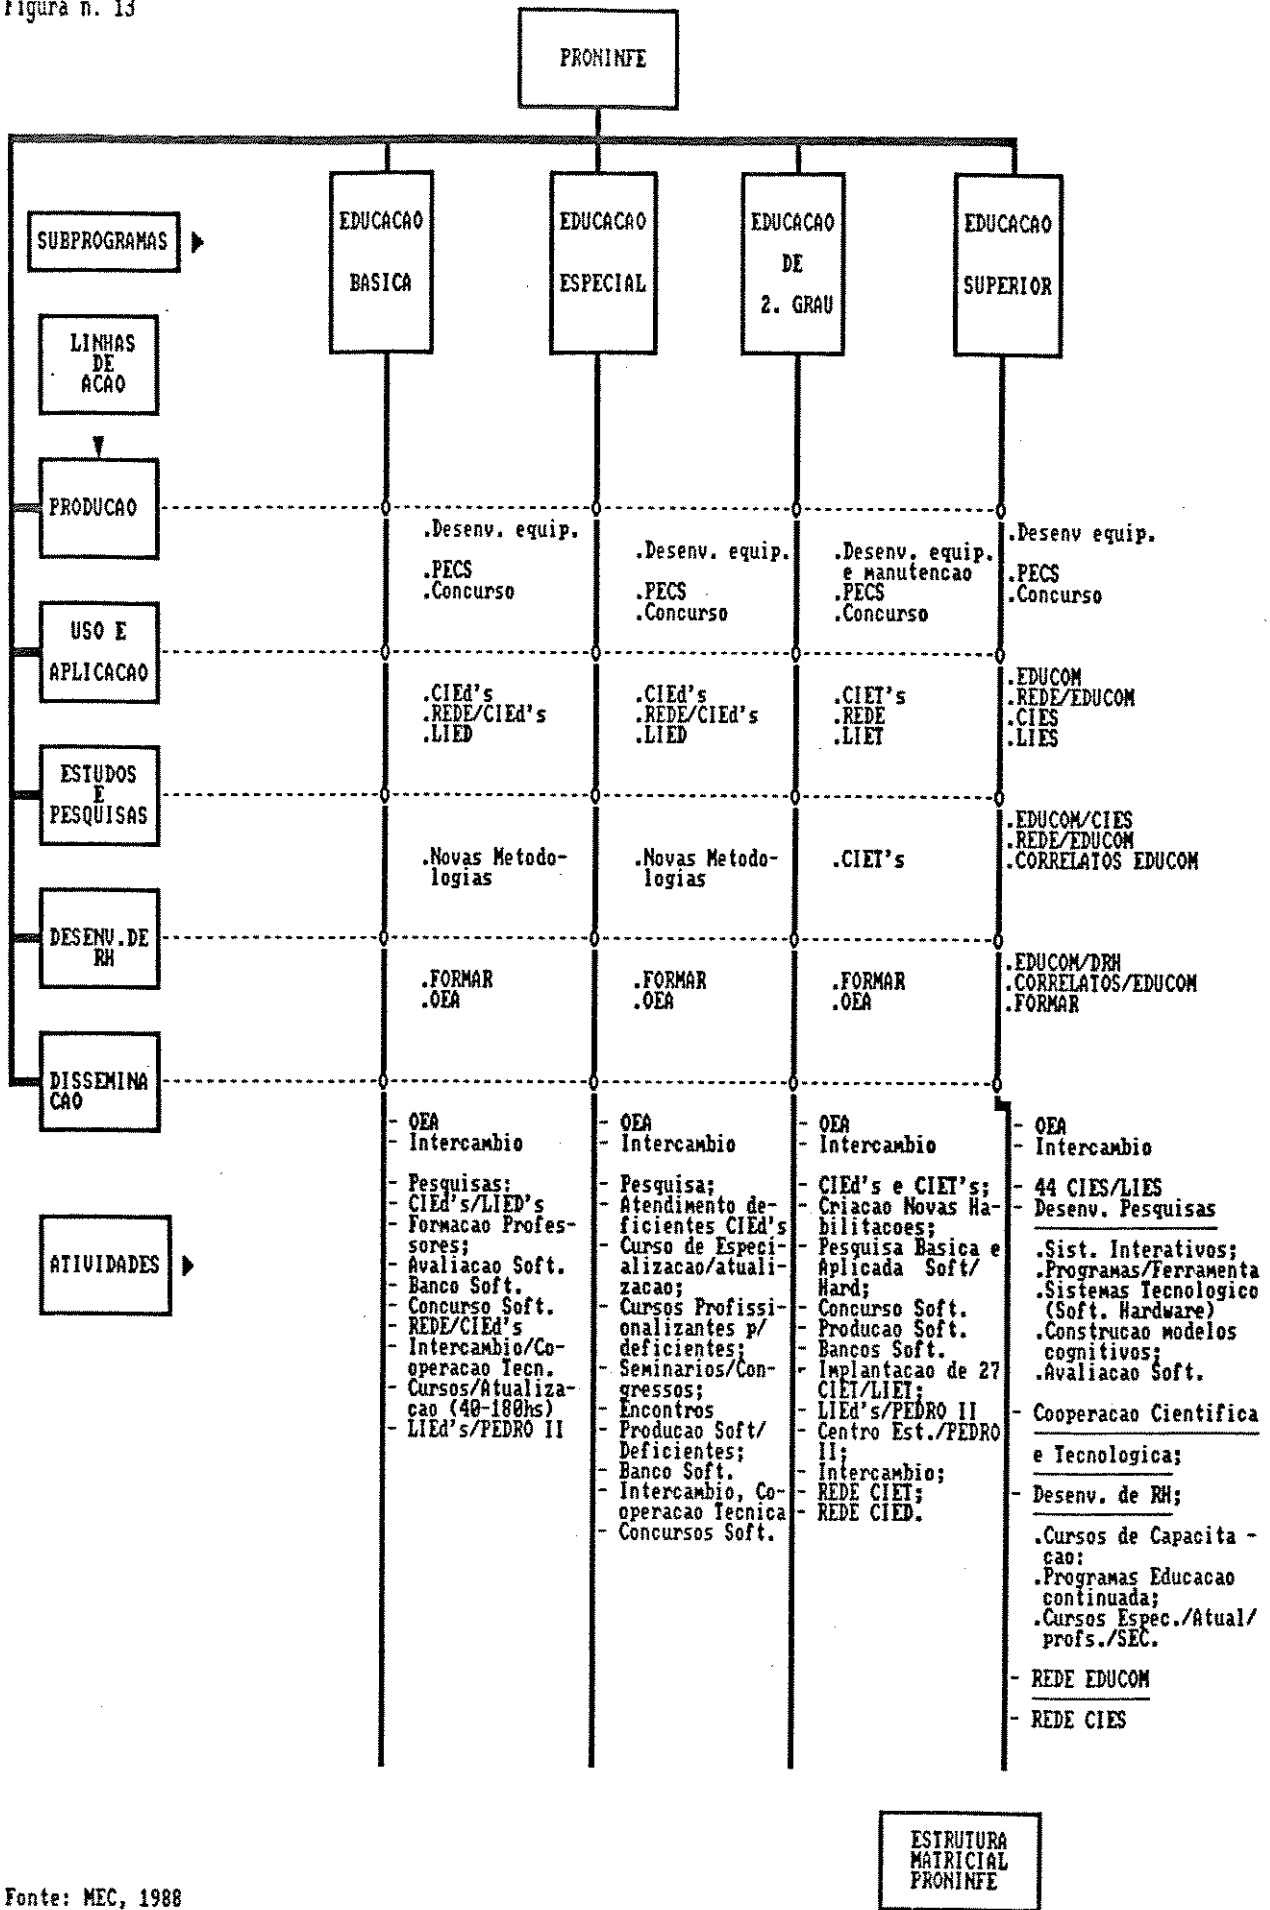 Figura n. 13
PRONINFE
SUBPROGRAMAS
EDUCACAO
BASICA
EDUCACAO
ESPECIAL
EDUCACAO
DE
2. GRAU
EDUCACAO
SUPERIOR
LINHAS
DE
ACAO
PRODUCAO
.Desenv. equip.
.PECS
.Concurso
.Desenv. equip.
.PECS
.Concurso
.Desenv. equip.
e manutencao
.PECS
.Concurso
.Desenv equip.
.PECS
.Concurso
USO E
APLICACAO
.CIEd's
.REDE/CIEd's
.LIED
.CIEd's
.REDE/CIEd's
.LIED
.CIET's
.REDE
.LIET
.EDUCOM
.REDE/EDUCOM
.CIES
.LIES
ESTUDOS
E
PESQUISAS
.Novas Metodo-
logias
.Novas Metodo-
logias
.CIET's
.EDUCOM/CIES
.REDE/EDUCOM
.CORRELATOS EDUCOM
DESENV.DE
RH
.FORMAR
.OEA
.FORMAR
.OEA
.FORMAR
.OEA
.EDUCOM/DRH
.CORRELATOS/EDUCOM
.FORMAR
DISSEMINA
CAO
ATIVIDADES
- OEA
- Intercambio
- Pesquisas;
- CIEd's/LIED's
- Formacao Profes-
sores;
- Avaliacao Soft.
- Banco Soft.
- Concurso Soft.
- REDE/CIEd's
- Intercambio/Co-
operacao Tecn.
- Cursos/Atualiza-
cao (40-180hs)
- LIEd's/PEDRO II
- OEA
- Intercambio
- Pesquisa;
- Atendimento de-
ficientes CIEd's
- Curso de Especi-
alizacao/atuali-
zacao;
- Cursos Profissi-
onalizantes p/
deficientes;
- Seminarios/Con-
gressos;
- Encontros
- Producao Soft/
Deficientes;
- Banco Soft.
- Intercambio, Co-
operacao Tecnica
- Concursos Soft.
- OEA
- Intercambio
- CIEd's e CIET's;
- Criacao Novas Ha-
bilitacoes;
- Pesquisa Basica e
Aplicada Soft/
Hard;
- Concurso Soft.
- Producao Soft.
- Bancos Soft.
- Implantacao de 27
CIET/LIET;
- LIEd's/PEDRO II
- Centro Est./PEDRO
II;
- Intercambio;
- REDE CIET;
- REDE CIED.
- OEA
- Intercambio
- 44 CIES/LIES
- Desenv. Pesquisas
.Sist. Interativos;
.Programas/Ferramenta
.Sistemas Tecnologico
(Soft. Hardware)
.Construcao modelos
cognitivos;
.Avaliacao Soft.
- Cooperacao Cientifica
e Tecnologica;
- Desenv. de RH;
.Cursos de Capacita -
cao:
.Programas Educacao
continuada;
.Cursos Espec./Atual/
profs./SEC.
- REDE EDUCOM
- REDE CIES
ESTRUTURA
MATRICIAL
PRONINFE
Fonte: MEC, 1988